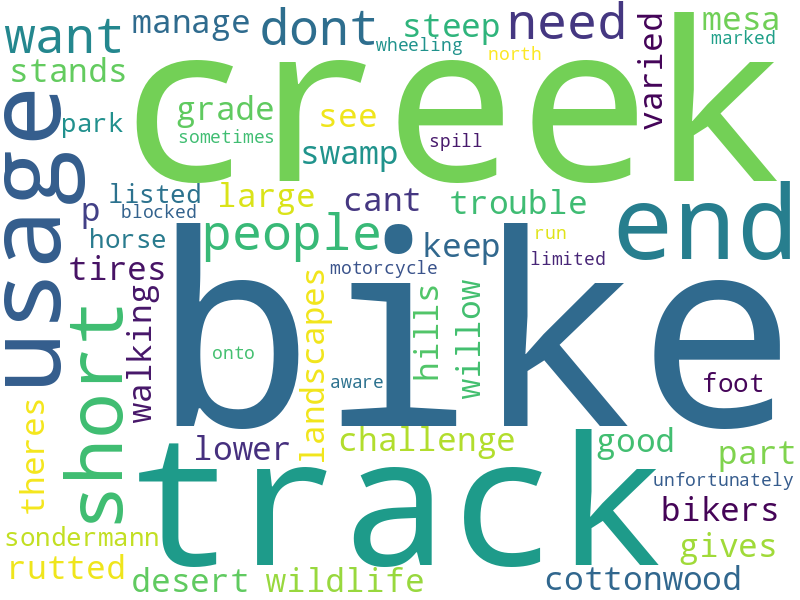 want
manage
dont
steep
need
varied
mesa
wheeling
marked
stands
creek
north
usage
park
grade
see
sometimes
swamp
spill
p
listed
large
cant
trouble
end
blocked
horse
people
keep
run
tires
bike
motorcycle
limited
short
walking
landscapes
hills
willow
onto
aware
foot
theres
lower
challenge
good
part
track
unfortunately
bikers
sondermann
gives
rutted
desert
wildlife
cottonwood